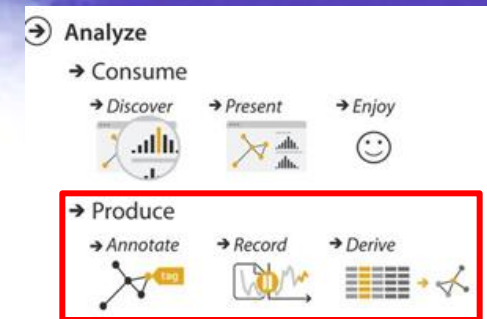 Analyze
Consume
Discover Present Enjoy
Produce
Annotate Record Derive
tag